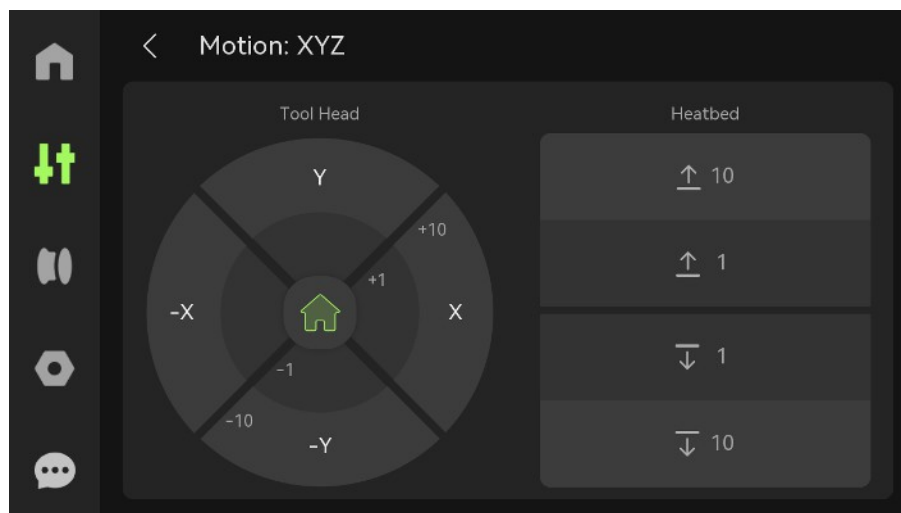 Motion: XYZ
Tool Head
Heatbed
Y
10
+10
1
+1
-X
X
1
-1
-10
-Y
10